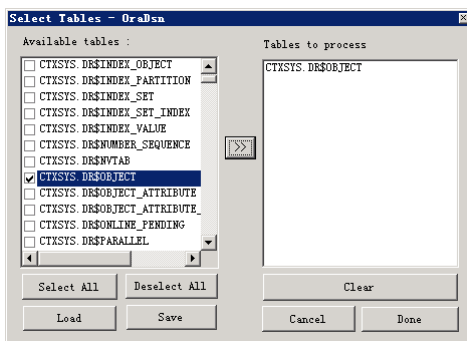 Select Tables - OraDsn
Available tables :
CTXSYS.DR$INDEX_OBJECT
CTXSYS.DR$INDEX_PARTITION
CTXSYS.DR$INDEX_SET
CTXSYS.DR$INDEX_SET_INDEX
CTXSYS.DR$INDEX_VALUE
CTXSYS.DR$NUMBER_SEQUENCE
CTXSYS.DR$NVTAB
CTXSYS.DR$OBJECT
CTXSYS.DR$OBJECT_ATTRIBUTE
CTXSYS.DR$OBJECT_ATTRIBUTE_
CTXSYS.DR$ONLINE_PENDING
CTXSYS.DR$PARALLEL
Select All
Deselect All
Load
Save
>>
Tables to process
CTXSYS.DR$OBJECT
Clear
Cancel
Done